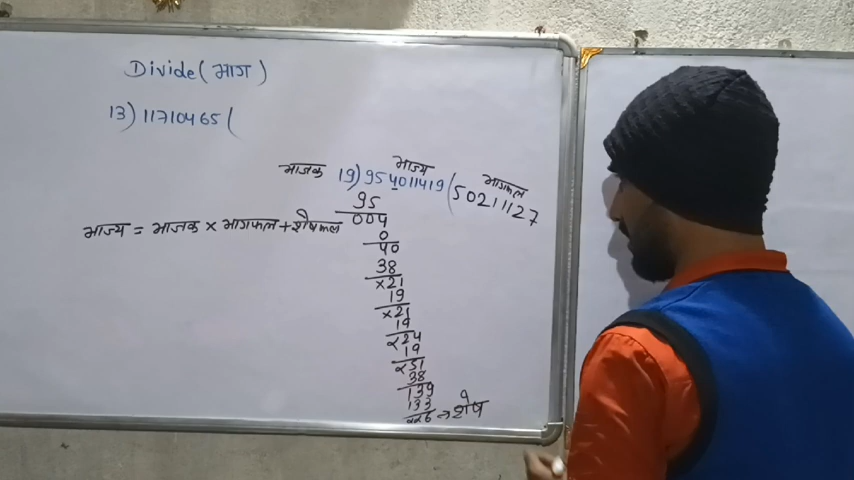 Divide (भाग)
13) 11710465 (
भाजक 19) 954011419 ( 50211127
भाज्य
भागफल
95
004
0
40
38
×21
19
×21
19
×24
19
×51
38
139
133
××6 → शेष
भाज्य = भाजक × भागफल + शेषफल